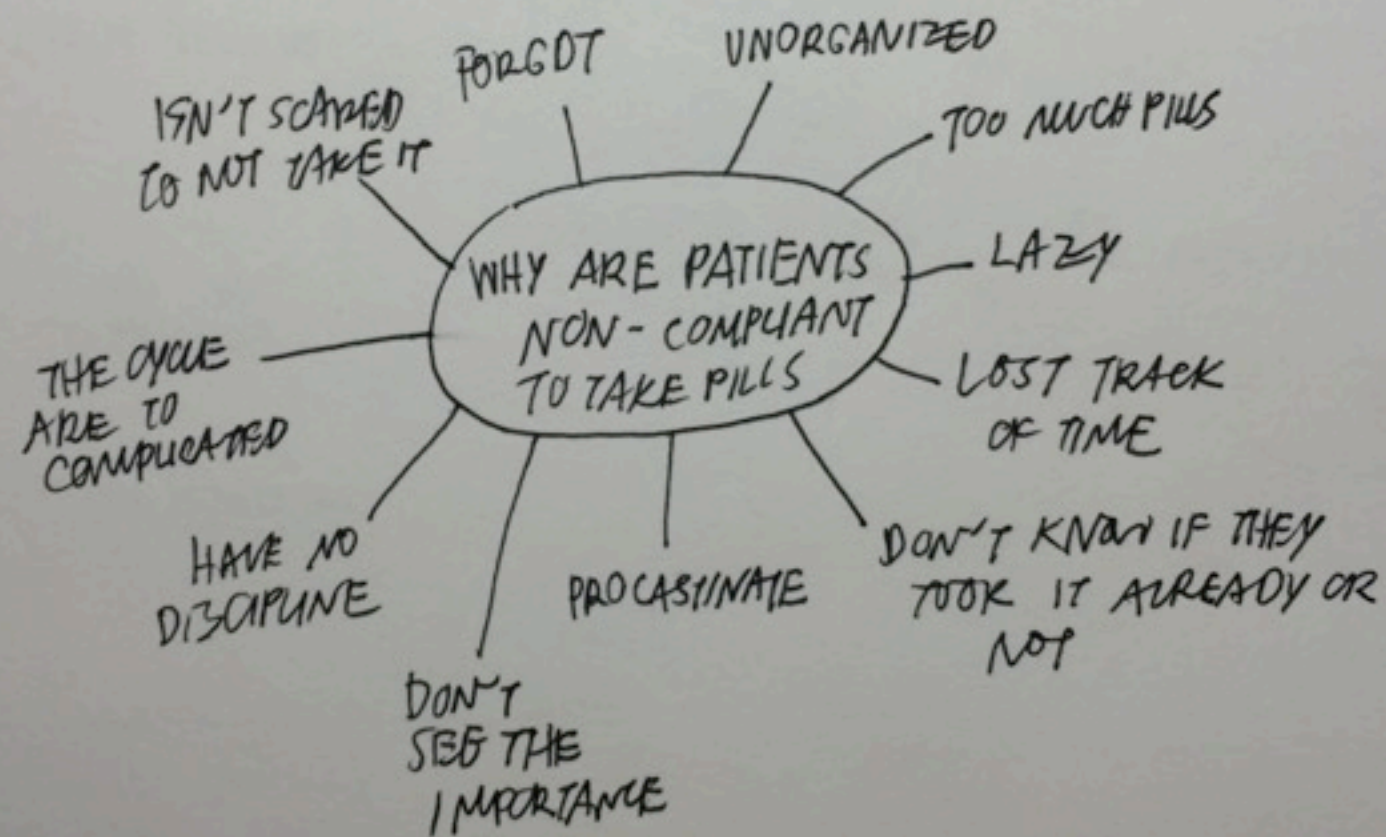 WHY ARE PATIENTS
NON-COMPLIANT
TO TAKE PILLS
FORGOT
UNORGANIZED
TOO MUCH PILLS
LAZY
LOST TRACK
OF TIME
DON'T KNOW IF THEY
TOOK IT ALREADY OR
NOT
PROCASTINATE
DON'T
SEE THE
IMPORTANCE
HAVE NO
DISCIPLINE
THE CYCLE
ARE TO
COMPLICATED
ISN'T SCARED
TO NOT TAKE IT